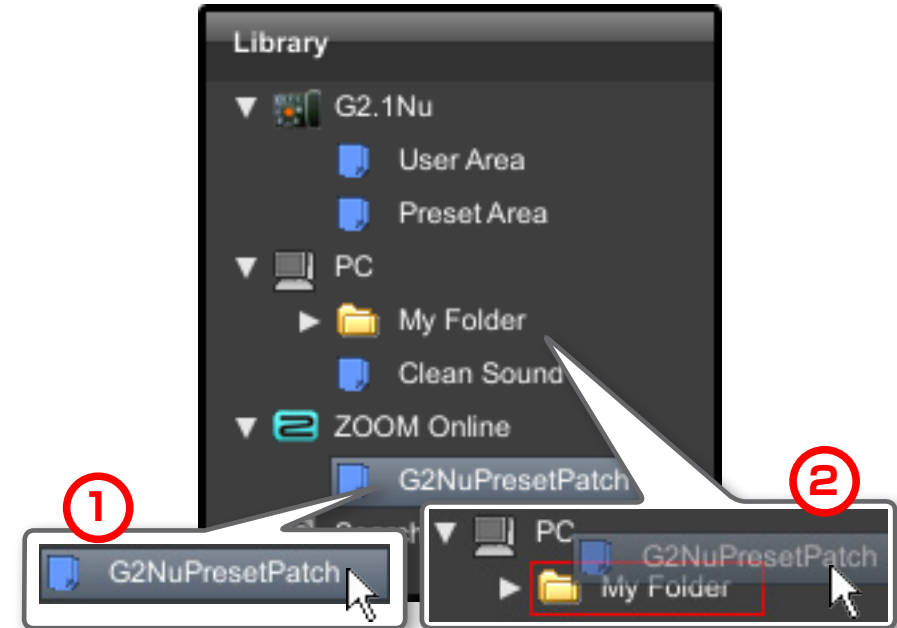 Library
G2.1Nu
User Area
Preset Area
PC
My Folder
Clean Sound
ZOOM Online
G2NuPresetPatch
1
G2NuPresetPatch
2
PC
G2NuPresetPatch
My Folder